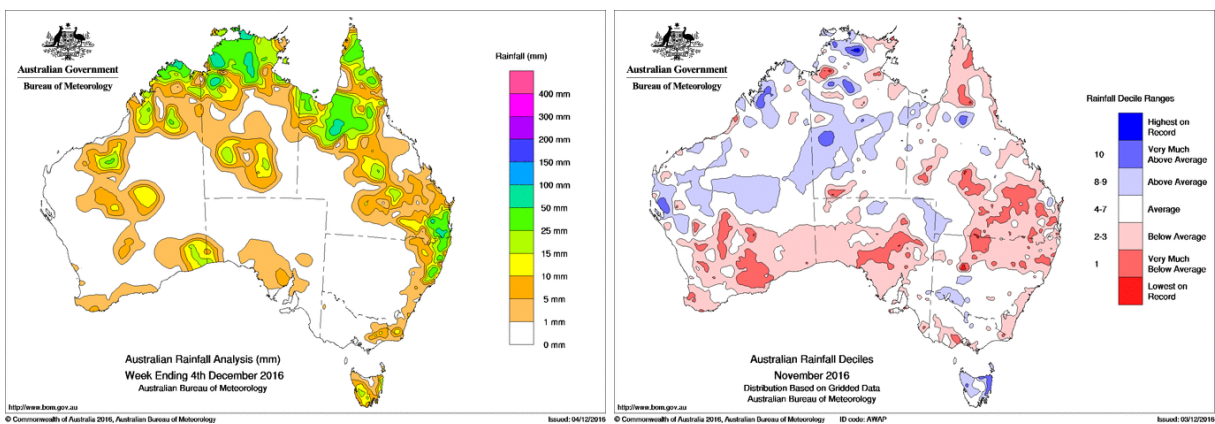 Australian Government
Bureau of Meteorology
Rainfall (mm)
400 mm
300 mm
200 mm
150 mm
100 mm
50 mm
25 mm
15 mm
10 mm
5 mm
1 mm
0 mm
Australian Rainfall Analysis (mm)
Week Ending 4th December 2016
Australian Bureau of Meteorology
http://www.bom.gov.au
© Commonwealth of Australia 2016, Australian Bureau of Meteorology
Issued: 04/12/2016
Australian Government
Bureau of Meteorology
Rainfall Decile Ranges
Highest on
Record
10 Very Much
Above Average
8-9 Above Average
4-7 Average
2-3 Below Average
1 Very Much
Below Average
Lowest on
Record
Australian Rainfall Deciles
November 2016
Distribution Based on Gridded Data
Australian Bureau of Meteorology
http://www.bom.gov.au
© Commonwealth of Australia 2016, Australian Bureau of Meteorology
ID code: AWAP
Issued: 03/12/2016